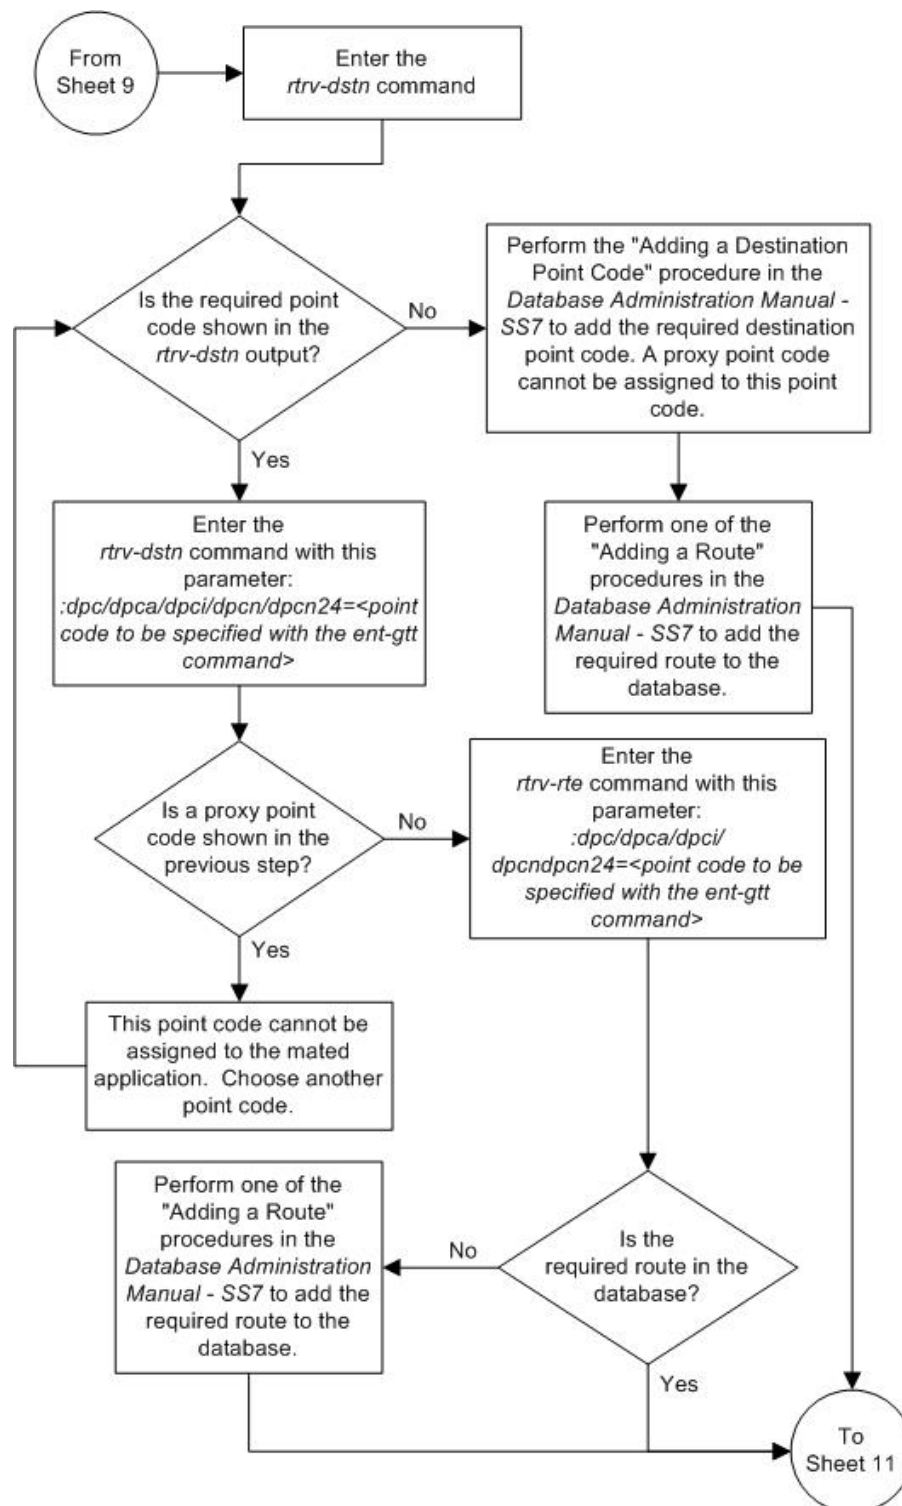 From
Sheet 9
Enter the
rtrv-dstn command
Is the required point
code shown in the
rtrv-dstn output?
No
Perform the "Adding a Destination
Point Code" procedure in the
Database Administration Manual -
SS7 to add the required destination
point code. A proxy point code
cannot be assigned to this point
code.
Yes
Enter the
rtrv-dstn command with this
parameter:
:dpc/dpca/dpci/dpcn/dpcn24=<point
code to be specified with the ent-gtt
command>
Perform one of the
"Adding a Route"
procedures in the
Database Administration
Manual - SS7 to add the
required route to the
database.
Is a proxy point
code shown in the
previous step?
No
Enter the
rtrv-rte command with this
parameter:
:dpc/dpca/dpci/
dpcndpcn24=<point code to be
specified with the ent-gtt
command>
Yes
This point code cannot be
assigned to the mated
application. Choose another
point code.
Is the
required route in the
database?
No
Perform one of the
"Adding a Route"
procedures in the
Database Administration
Manual - SS7 to add the
required route to the
database.
Yes
To
Sheet 11